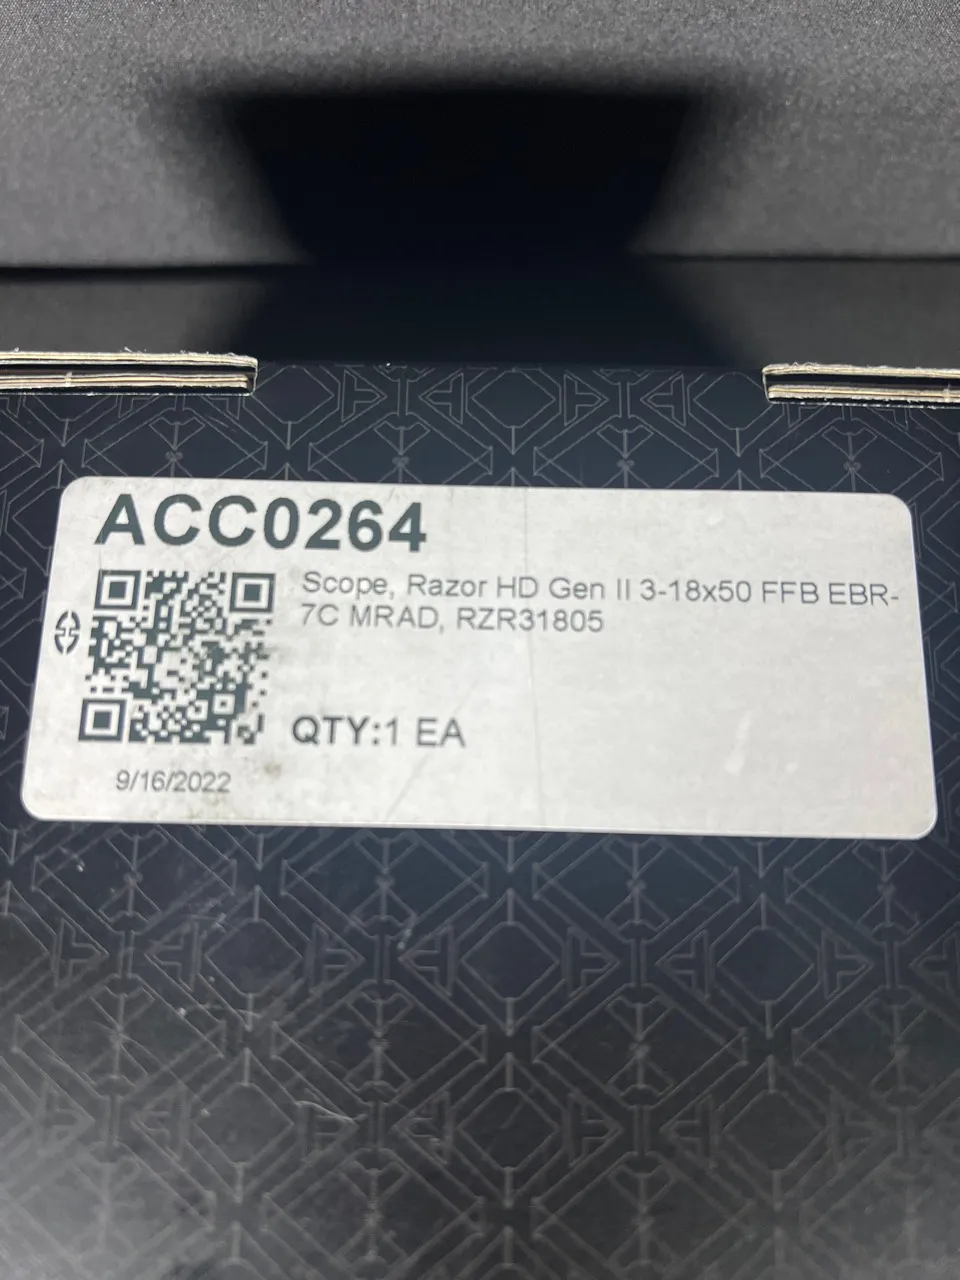 ACC0264
Scope, Razor HD Gen II 3-18x50 FFB EBR-
7C MRAD, RZR31805
QTY:1 EA
9/16/2022